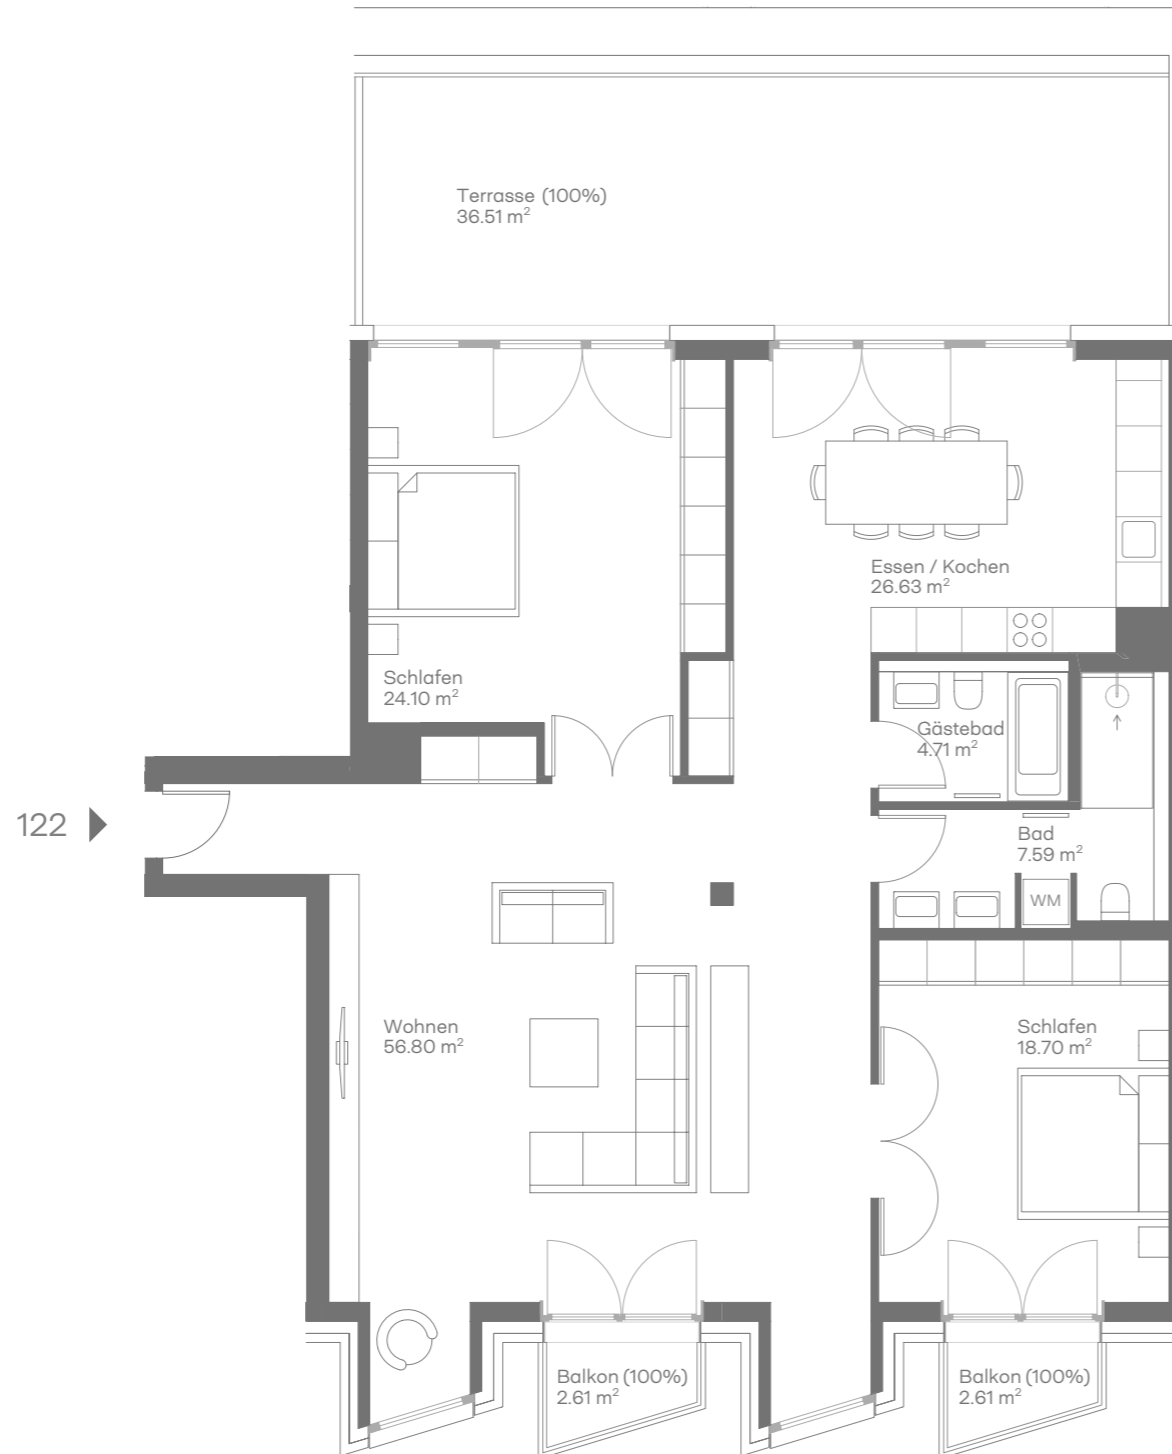 Terrasse (100%)
36.51 m²
Essen / Kochen
26.63 m²
Schlafen
24.10 m²
Gästebad
4.71 m²
122
Bad
7.59 m²
WM
Wohnen
56.80 m²
Schlafen
18.70 m²
Balkon (100%)
2.61 m²
Balkon (100%)
2.61 m²